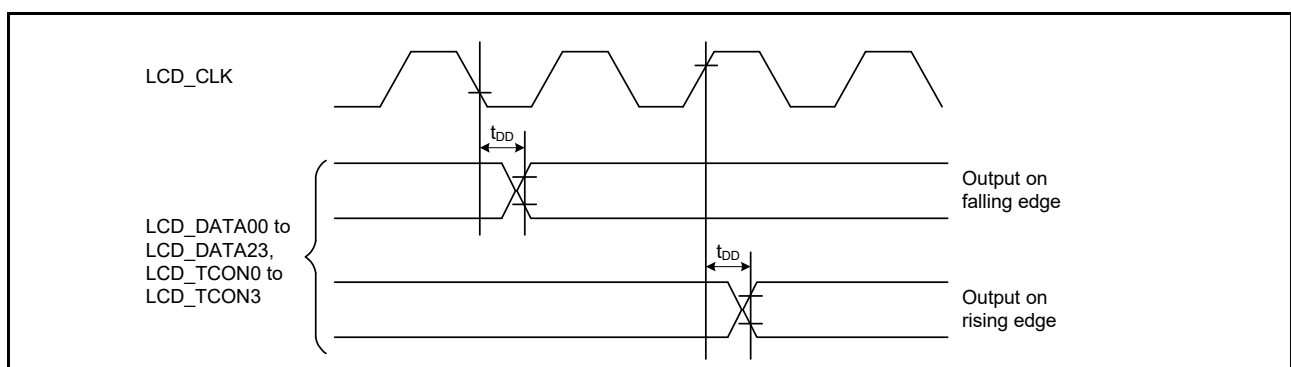 LCD_CLK
tDD
Output on
falling edge
LCD_DATA00 to
LCD_DATA23,
LCD_TCON0 to
LCD_TCON3
tDD
Output on
rising edge